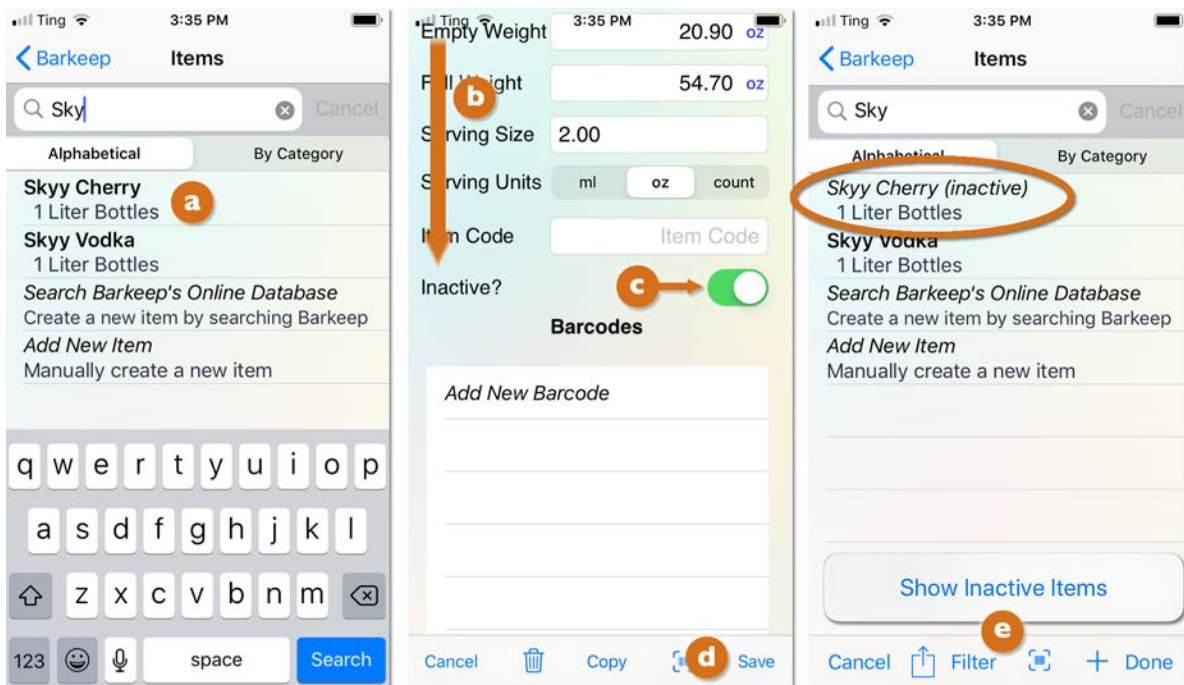 Ting 3:35 PM
Barkeep Items
Sky Cancel
Alphabetical By Category
Skyy Cherry a
1 Liter Bottles
Skyy Vodka
1 Liter Bottles
Search Barkeep's Online Database
Create a new item by searching Barkeep
Add New Item
Manually create a new item
q w e r t y u i o p
a s d f g h j k l
z x c v b n m
123 space Search
Ting 3:35 PM
Empty Weight 20.90 oz
Full Weight 54.70 oz
b
Serving Size 2.00
Serving Units ml oz count
Item Code Item Code
Inactive? c
Barcodes
Add New Barcode
Cancel Copy d Save
Ting 3:35 PM
Barkeep Items
Sky Cancel
Alphabetical By Category
Skyy Cherry (inactive)
1 Liter Bottles
Skyy Vodka
1 Liter Bottles
Search Barkeep's Online Database
Create a new item by searching Barkeep
Add New Item
Manually create a new item
Show Inactive Items
e
Cancel Filter + Done